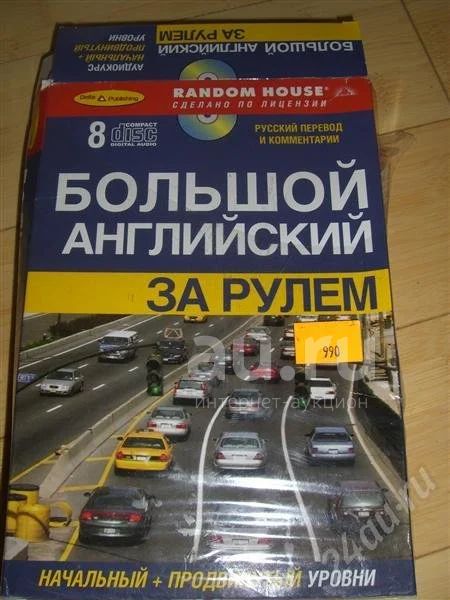 АУДИОКУРС
НАЧАЛЬНЫЙ +
ПРОДВИНУТЫЙ
УРОВНИ
БОЛЬШОЙ АНГЛИЙСКИЙ
ЗА РУЛЕМ
Delta Publishing
RANDOM HOUSE®
СДЕЛАНО ПО ЛИЦЕНЗИИ
8 COMPACT
disc
DIGITAL AUDIO
РУССКИЙ ПЕРЕВОД
И КОММЕНТАРИИ
БОЛЬШОЙ
АНГЛИЙСКИЙ
ЗА РУЛЕМ
990
au.ru
интернет-аукцион
24au.ru
НАЧАЛЬНЫЙ + ПРОДВИНУТЫЙ УРОВНИ